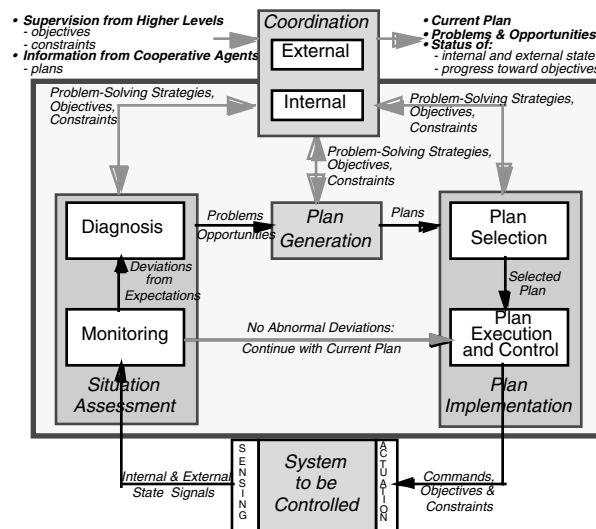 • Supervision from Higher Levels
- objectives
- constraints
• Information from Cooperative Agents
- plans
Coordination
External
Internal
• Current Plan
• Problems & Opportunities
• Status of:
- internal and external state
- progress toward objectives
Problem-Solving Strategies,
Objectives,
Constraints
Problem-Solving Strategies,
Objectives,
Constraints
Problem-Solving Strategies,
Objectives,
Constraints
Diagnosis
Problems
Opportunities
Plan
Generation
Plans
Plan
Selection
Deviations
from
Expectations
Selected
Plan
Monitoring
No Abnormal Deviations:
Continue with Current Plan
Plan
Execution
and Control
Situation
Assessment
Plan
Implementation
Internal & External
State Signals
SENSING
System
to be
Controlled
ACTUATION
Commands,
Objectives
& Constraints